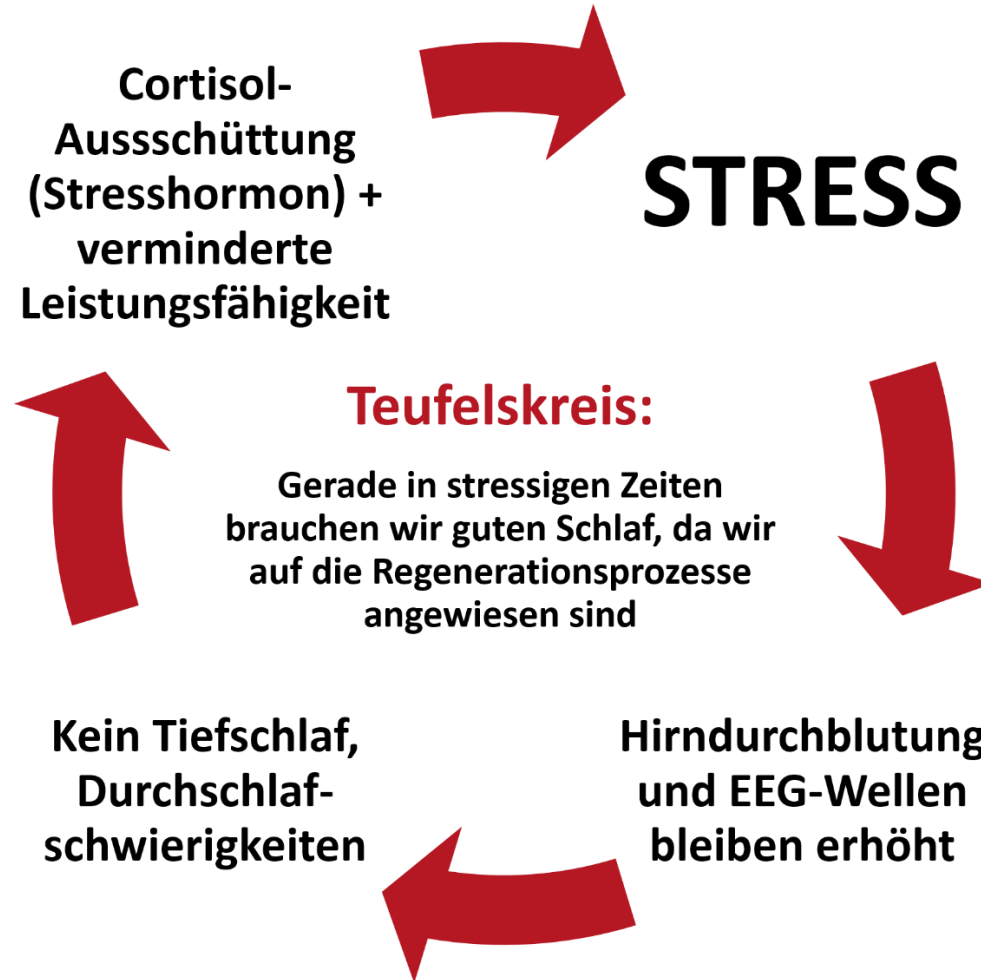 Cortisol-
Aussschüttung
(Stresshormon) +
verminderte
Leistungsfähigkeit
STRESS
Teufelskreis:
Gerade in stressigen Zeiten
brauchen wir guten Schlaf, da wir
auf die Regenerationsprozesse
angewiesen sind
Kein Tiefschlaf,
Durchschlaf-
schwierigkeiten
Hirndurchblutung
und EEG-Wellen
bleiben erhöht